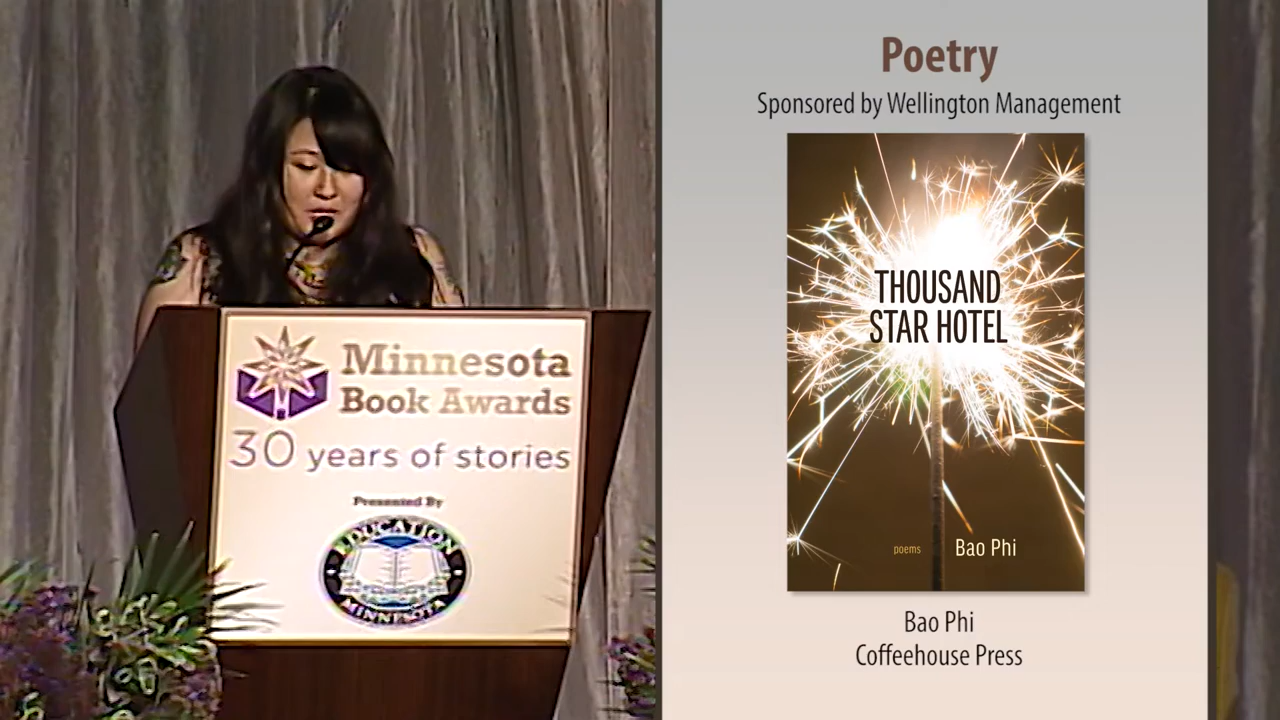 Minnesota
Book Awards
30 years of stories
Presented By
EDUCATION
MINNESOTA
Poetry
Sponsored by Wellington Management
THOUSAND
STAR HOTEL
poems
Bao Phi
Bao Phi
Coffeehouse Press